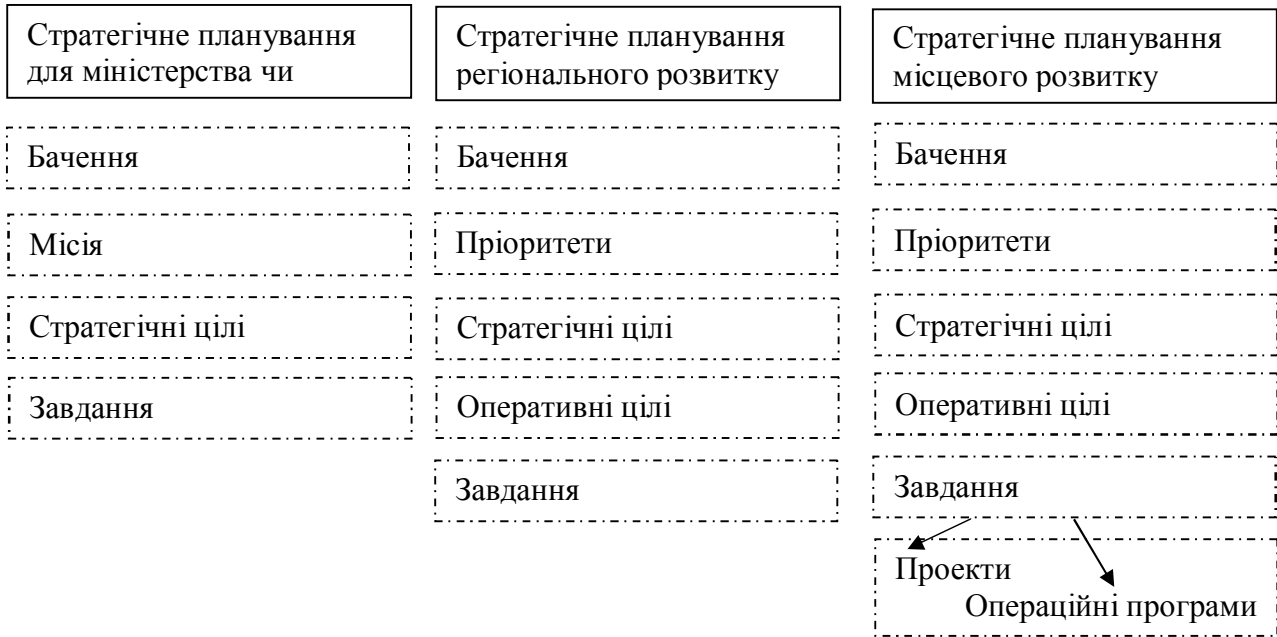 Стратегічне планування
для міністерства чи
Бачення
Місія
Стратегічні цілі
Завдання
Стратегічне планування
регіонального розвитку
Бачення
Пріоритети
Стратегічні цілі
Оперативні цілі
Завдання
Стратегічне планування
місцевого розвитку
Бачення
Пріоритети
Стратегічні цілі
Оперативні цілі
Завдання
Проекти
Операційні програми